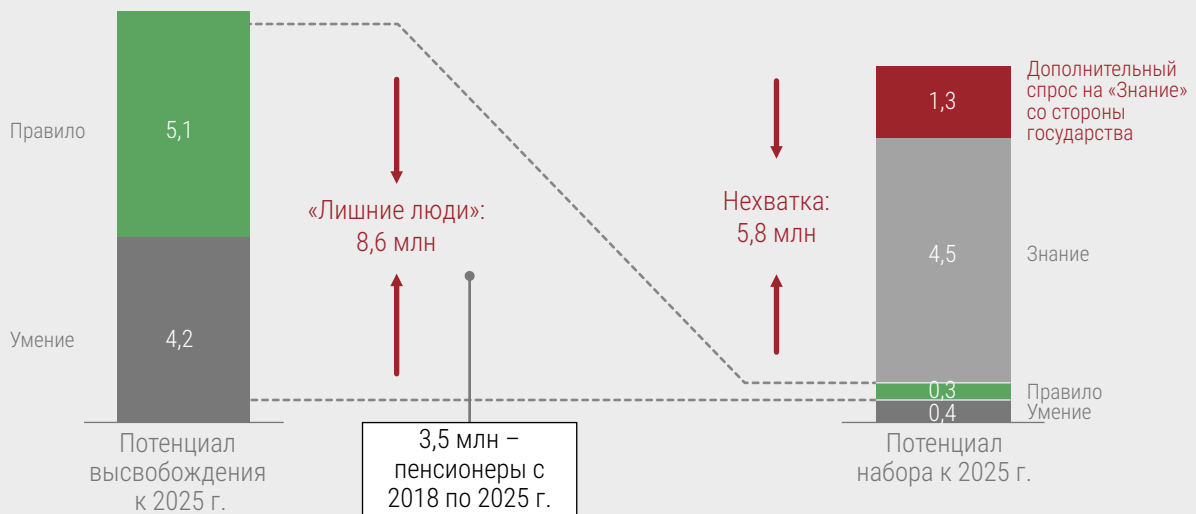 Правило
5,1
Умение
4,2
Потенциал
высвобождения
к 2025 г.
«Лишние люди»:
8,6 млн
3,5 млн –
пенсионеры с
2018 по 2025 г.
Нехватка:
5,8 млн
1,3
Дополнительный
спрос на «Знание»
со стороны
государства
4,5
Знание
0,3
Правило
0,4
Умение
Потенциал
набора к 2025 г.